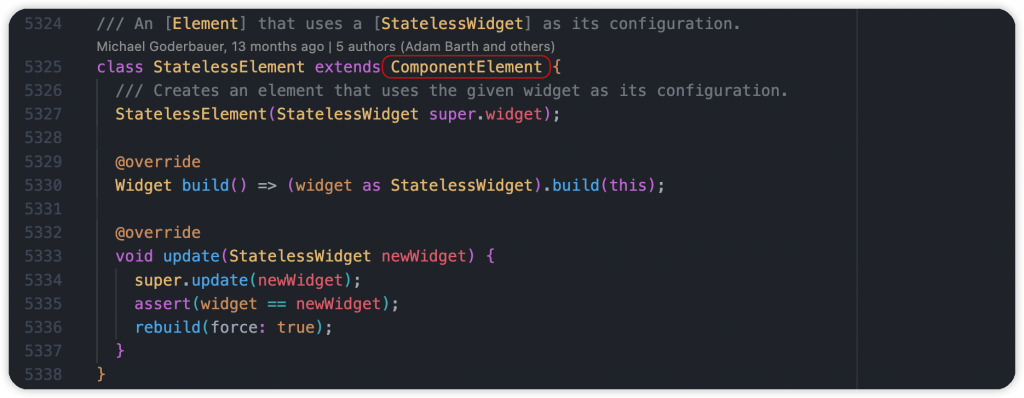 5324 /// An [Element] that uses a [StatelessWidget] as its configuration.
Michael Goderbauer, 13 months ago | 5 authors (Adam Barth and others)
5325 class StatelessElement extends ComponentElement {
5326   /// Creates an element that uses the given widget as its configuration.
5327   StatelessElement(StatelessWidget super.widget);
5328
5329   @override
5330   Widget build() => (widget as StatelessWidget).build(this);
5331
5332   @override
5333   void update(StatelessWidget newWidget) {
5334     super.update(newWidget);
5335     assert(widget == newWidget);
5336     rebuild(force: true);
5337   }
5338 }